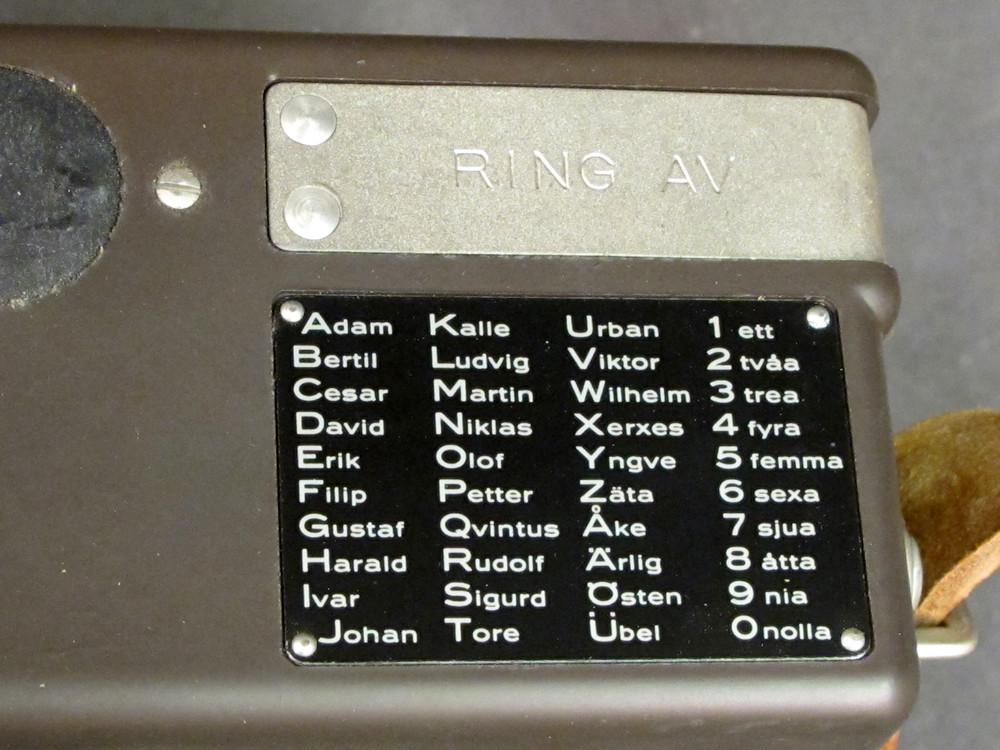 RING AV
Adam Kalle Urban 1 ett
Bertil Ludvig Viktor 2 tvåa
Cesar Martin Wilhelm 3 trea
David Niklas Xerxes 4 fyra
Erik Olof Yngve 5 femma
Filip Petter Zäta 6 sexa
Gustaf Qvintus Åke 7 sjua
Harald Rudolf Ärlig 8 åtta
Ivar Sigurd Östen 9 nia
Johan Tore Übel 0 nolla